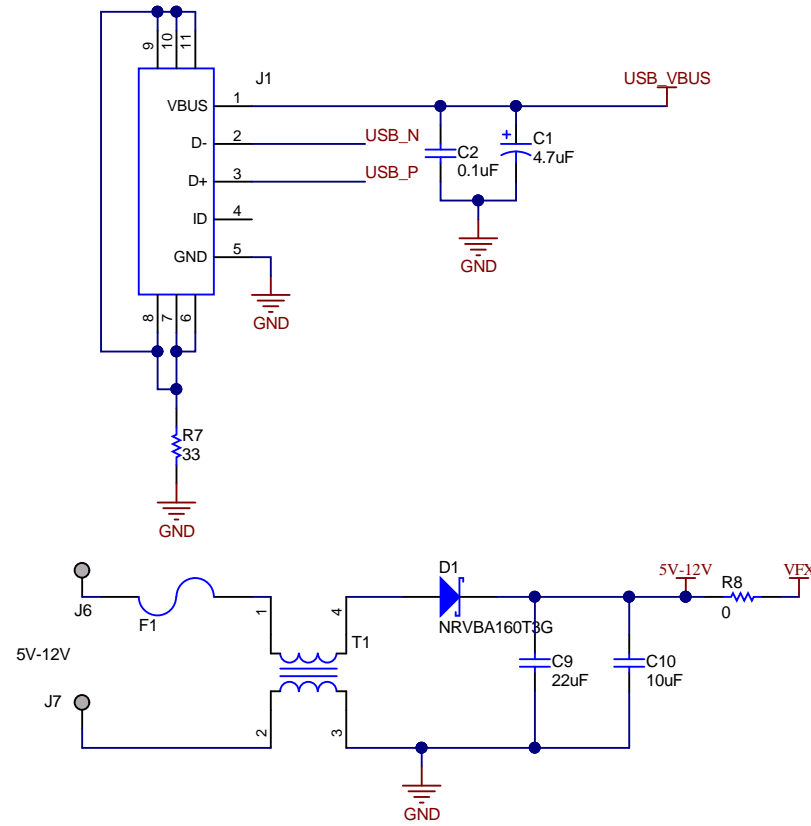 9
10
11
J1
USB_VBUS
VBUS
1
D-
2
USB_N
C2
0.1uF
+
C1
4.7uF
D+
3
USB_P
ID
4
GND
5
GND
GND
8
7
6
R7
33
GND
J6
F1
1
4
D1
NRVBA160T3G
5V-12V
R8
0
VFX
5V-12V
T1
C9
22uF
C10
10uF
J7
2
3
GND